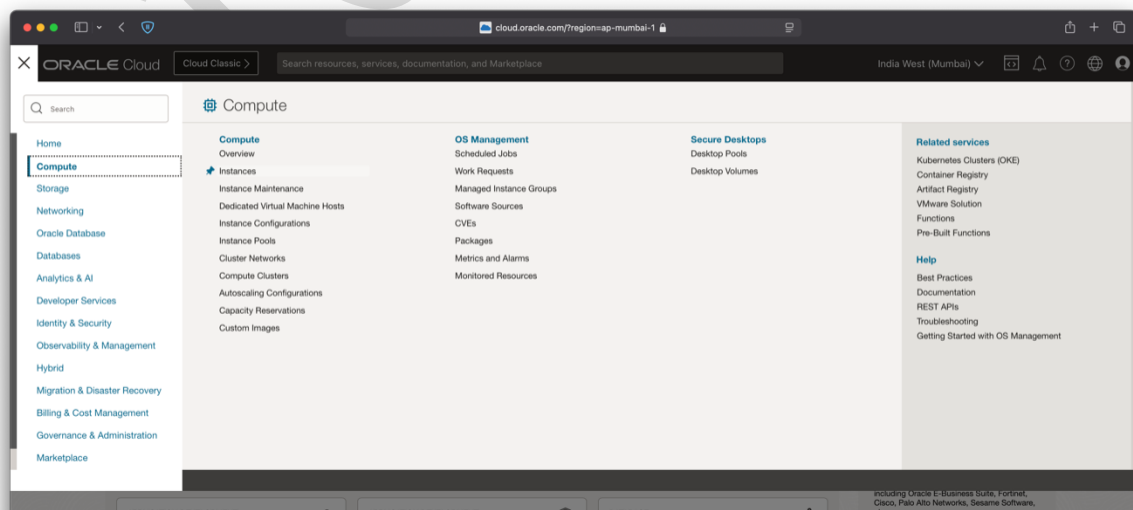 cloud.oracle.com/?region=ap-mumbai-1
ORACLE Cloud
Cloud Classic >
Search resources, services, documentation, and Marketplace
India West (Mumbai)
Search
Home
Compute
Storage
Networking
Oracle Database
Databases
Analytics & AI
Developer Services
Identity & Security
Observability & Management
Hybrid
Migration & Disaster Recovery
Billing & Cost Management
Governance & Administration
Marketplace
Compute
Compute
Overview
Instances
Instance Maintenance
Dedicated Virtual Machine Hosts
Instance Configurations
Instance Pools
Cluster Networks
Compute Clusters
Autoscaling Configurations
Capacity Reservations
Custom Images
OS Management
Scheduled Jobs
Work Requests
Managed Instance Groups
Software Sources
CVEs
Packages
Metrics and Alarms
Monitored Resources
Secure Desktops
Desktop Pools
Desktop Volumes
Related services
Kubernetes Clusters (OKE)
Container Registry
Artifact Registry
VMware Solution
Functions
Pre-Built Functions
Help
Best Practices
Documentation
REST APIs
Troubleshooting
Getting Started with OS Management
including Oracle E-Business Suite, Fortinet,
Cisco, Palo Alto Networks, Sesame Software,